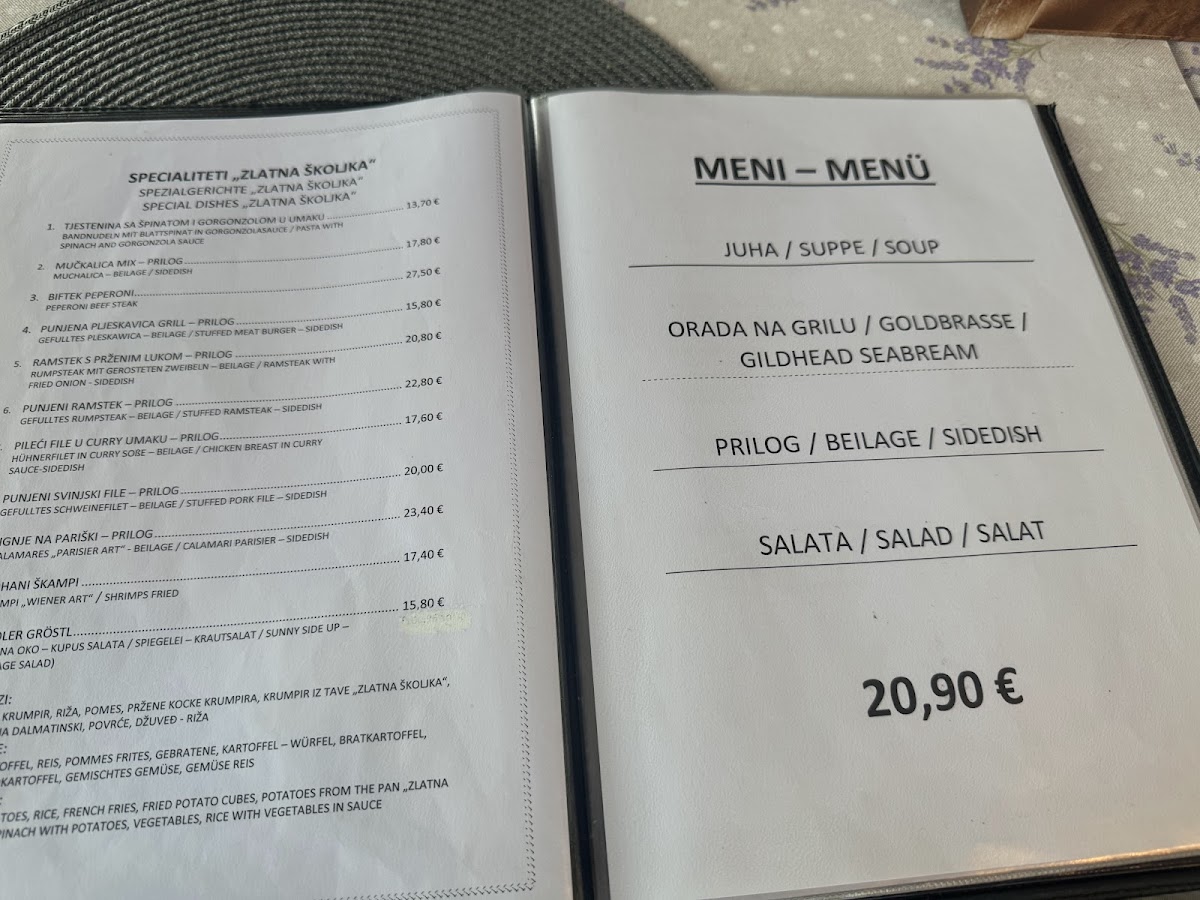 SPECIALITETI „ZLATNA ŠKOLJKA“
SPEZIALGERICHTE „ZLATNA ŠKOLJKA“
SPECIAL DISHES „ZLATNA ŠKOLJKA“
1. TJESTENINA SA ŠPINATOM I GORGONZOLOM U UMAKU 13,70 €
BANDNUDELN MIT BLATTSPINAT IN GORGONZOLASAUCE / PASTA WITH
SPINACH AND GORGONZOLA SAUCE
2. MUČKALICA MIX – PRILOG 17,80 €
MUCHALICA – BEILAGE / SIDEDISH
3. BIFTEK PEPERONI 27,50 €
PEPERONI BEEF STEAK
4. PUNJENA PLJESKAVICA GRILL – PRILOG 15,80 €
GEFULLTES PLESKAWICA – BEILAGE / STUFFED MEAT BURGER – SIDEDISH
5. RAMSTEK S PRŽENIM LUKOM – PRILOG 20,80 €
RUMPSTEAK MIT GEROSTETEN ZWEIBELN – BEILAGE / RAMSTEAK WITH
FRIED ONION - SIDEDISH
6. PUNJENI RAMSTEK – PRILOG 22,80 €
GEFULLTES RUMPSTEAK – BEILAGE / STUFFED RAMSTEAK – SIDEDISH
PILEĆI FILE U CURRY UMAKU – PRILOG 17,60 €
HÜHNERFILET IN CURRY SOßE – BEILAGE / CHICKEN BREAST IN CURRY
SAUCE-SIDEDISH
PUNJENI SVINJSKI FILE – PRILOG 20,00 €
GEFULLTES SCHWEINEFILET – BEILAGE / STUFFED PORK FILE – SIDEDISH
IGNJE NA PARIŠKI – PRILOG 23,40 €
ALAMARES „PARISIER ART“ - BEILAGE / CALAMARI PARISIER – SIDEDISH
HANI ŠKAMPI 17,40 €
MPI „WIENER ART“ / SHRIMPS FRIED
OLER GRÖSTL 15,80 €
NA OKO – KUPUS SALATA / SPIEGELEI – KRAUTSALAT / SUNNY SIDE UP –
AGE SALAD)
ZI:
KRUMPIR, RIŽA, POMES, PRŽENE KOCKE KRUMPIRA, KRUMPIR IZ TAVE „ZLATNA ŠKOLJKA“,
NA DALMATINSKI, POVRĆE, DŽUVEĐ - RIŽA
E:
OFFEL, REIS, POMMES FRITES, GEBRATENE, KARTOFFEL – WÜRFEL, BRATKARTOFFEL,
KARTOFFEL, GEMISCHTES GEMÜSE, GEMÜSE REIS
:
TOES, RICE, FRENCH FRIES, FRIED POTATO CUBES, POTATOES FROM THE PAN „ZLATNA
PINACH WITH POTATOES, VEGETABLES, RICE WITH VEGETABLES IN SAUCE
MENI – MENÜ
JUHA / SUPPE / SOUP
ORADA NA GRILU / GOLDBRASSE /
GILDHEAD SEABREAM
PRILOG / BEILAGE / SIDEDISH
SALATA / SALAD / SALAT
20,90 €